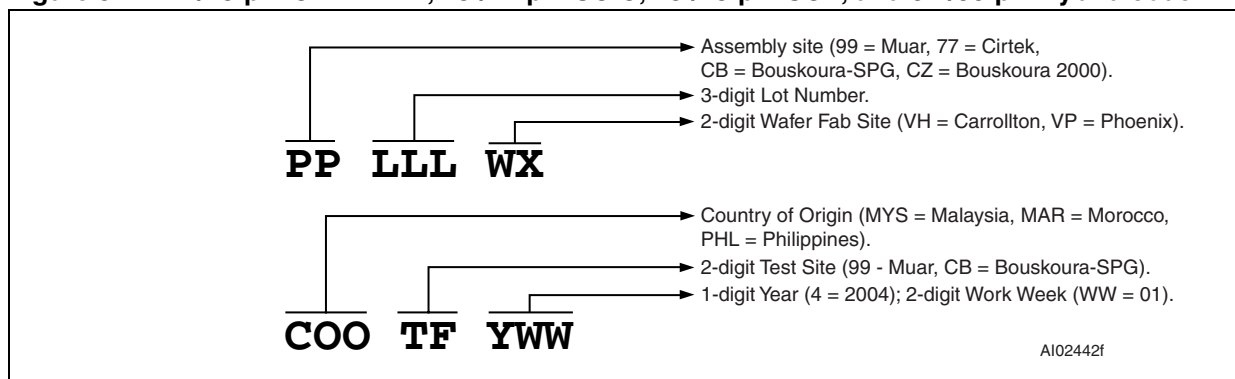 Assembly site (99 = Muar, 77 = Cirtek,
CB = Bouskoura-SPG, CZ = Bouskoura 2000).
3-digit Lot Number.
2-digit Wafer Fab Site (VH = Carrollton, VP = Phoenix).
PP LLL WX
Country of Origin (MYS = Malaysia, MAR = Morocco,
PHL = Philippines).
2-digit Test Site (99 - Muar, CB = Bouskoura-SPG).
1-digit Year (4 = 2004); 2-digit Work Week (WW = 01).
COO TF YWW
AI02442f